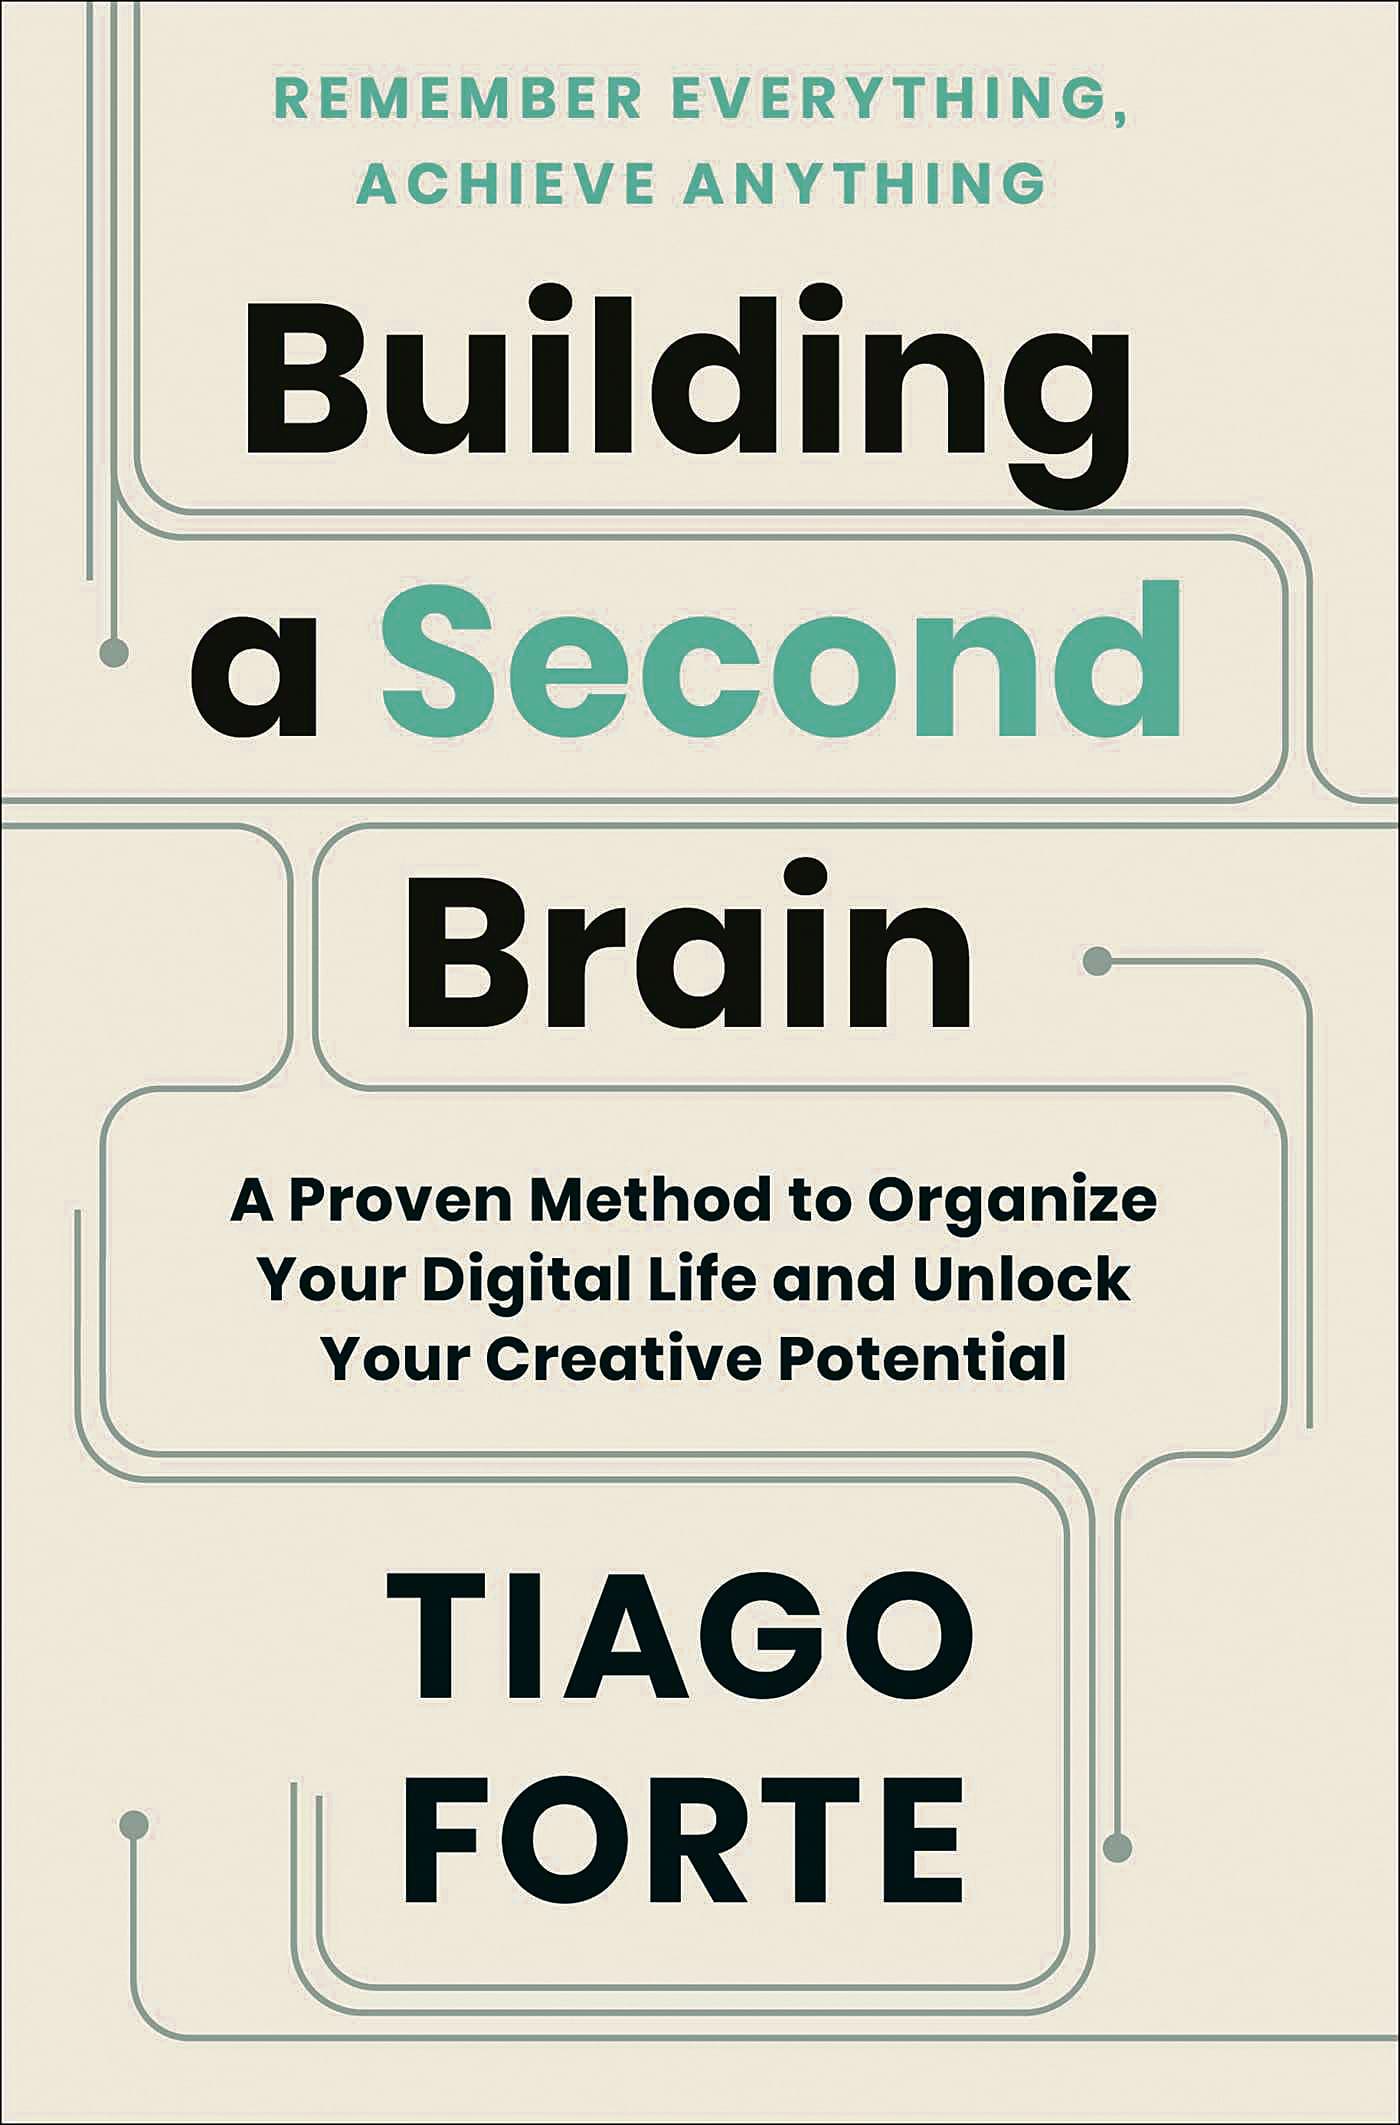 REMEMBER EVERYTHING,
ACHIEVE ANYTHING
Building
a Second
Brain
A Proven Method to Organize
Your Digital Life and Unlock
Your Creative Potential
TIAGO
FORTE